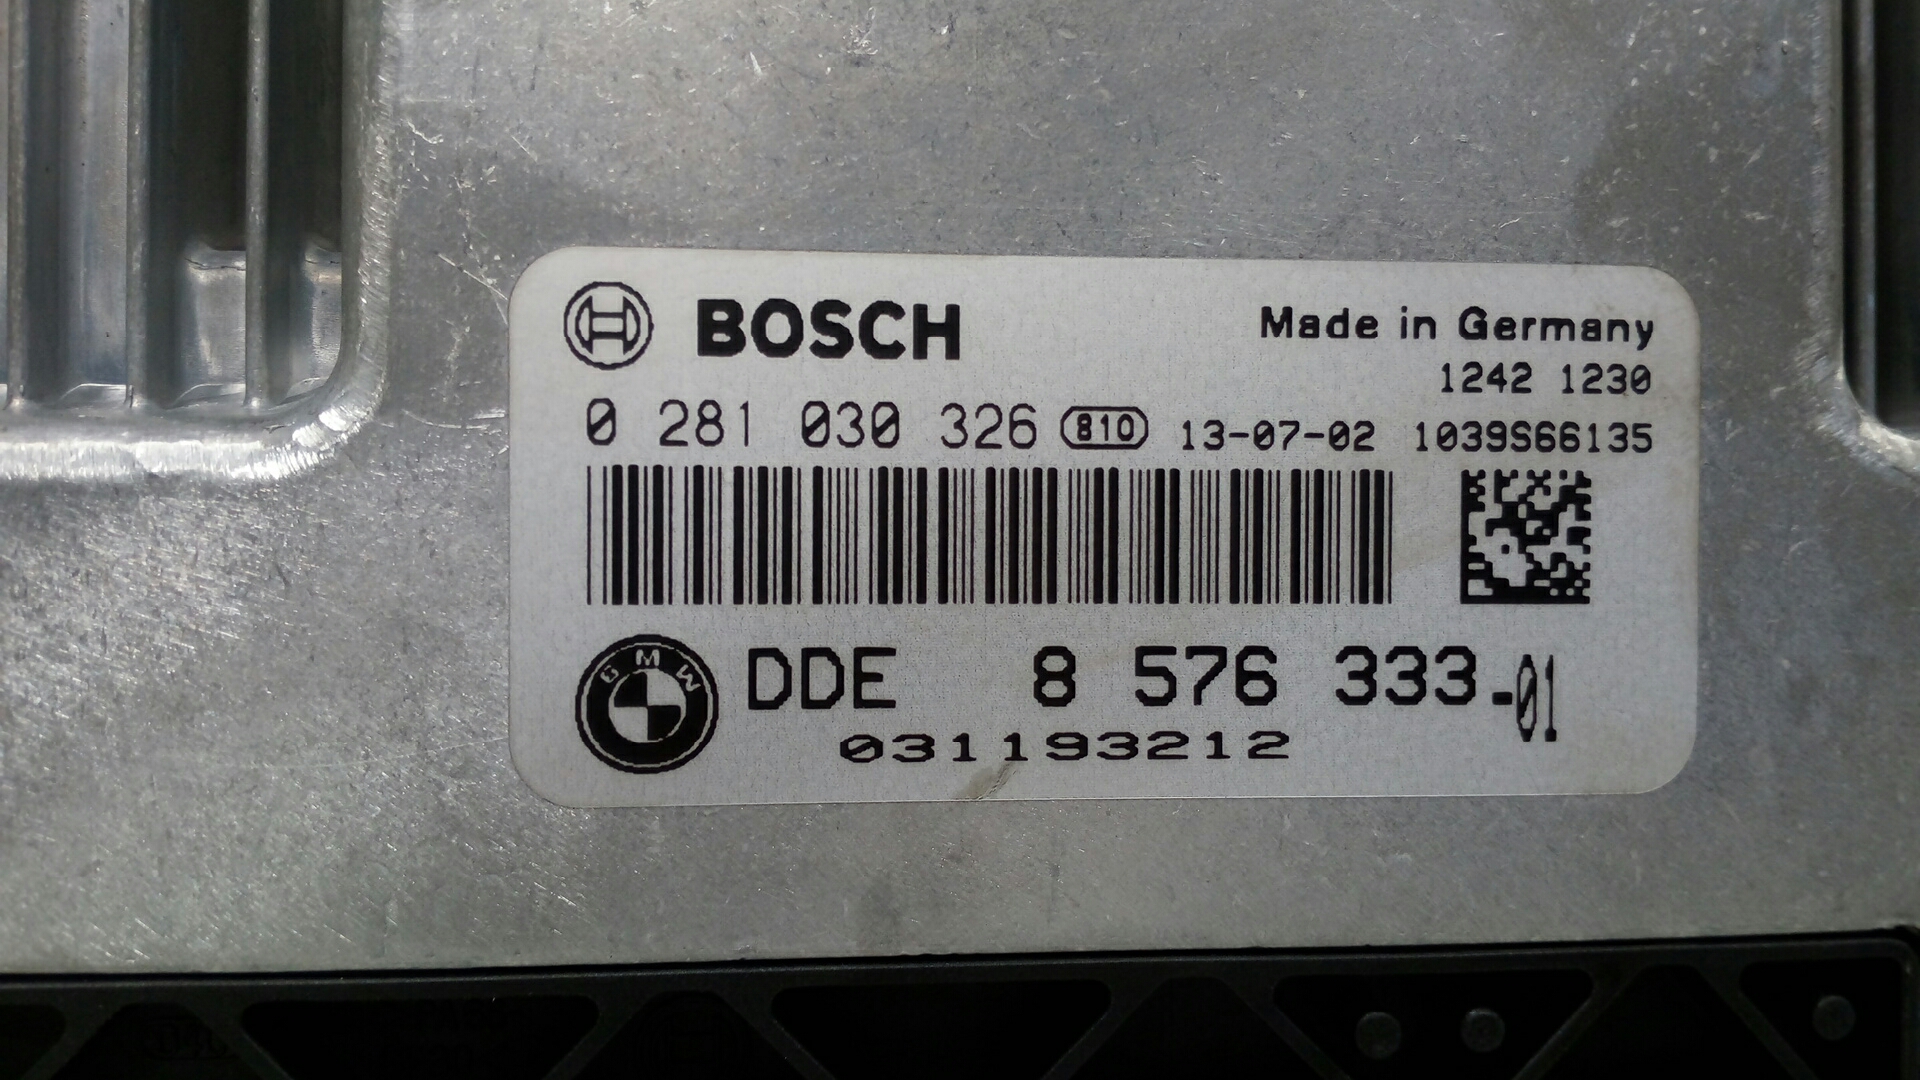 BOSCH
Made in Germany
1242 1230
0 281 030 326 810 13-07-02 1039S66135
BMW DDE 8 576 333-01
031193212